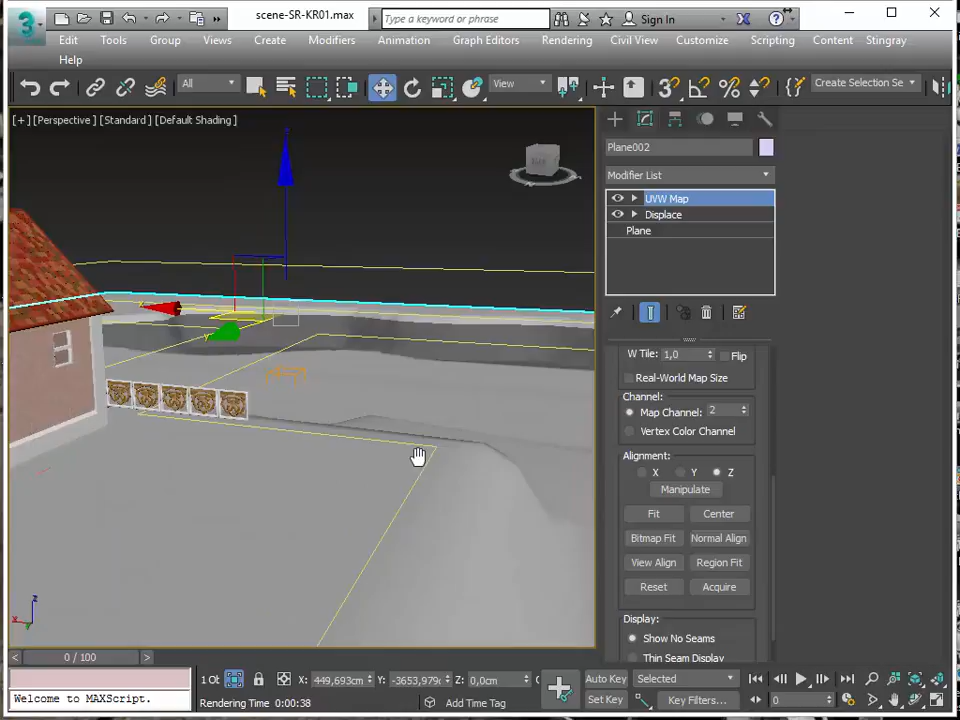 3
scene-SR-KR01.max
Type a keyword or phrase
Sign In
Edit Tools Group Views Create Modifiers Animation Graph Editors Rendering Civil View Customize Scripting Content Stingray
Help
All
View
Create Selection Se
[+] [Perspective] [Standard] [Default Shading]
Plane002
Modifier List
UVW Map
Displace
Plane
W Tile: 1,0 Flip
Real-World Map Size
Channel:
Map Channel: 2
Vertex Color Channel
Alignment:
X Y Z
Manipulate
Fit Center
Bitmap Fit Normal Align
View Align Region Fit
Reset Acquire
Display:
Show No Seams
Thin Seam Display
z
x
y
0 / 100
Welcome to MAXScript.
1 Ot X: 449,693cm Y: -3653,979c Z: 0,0cm
Rendering Time 0:00:38
Add Time Tag
Auto Key Selected
Set Key Key Filters...
0